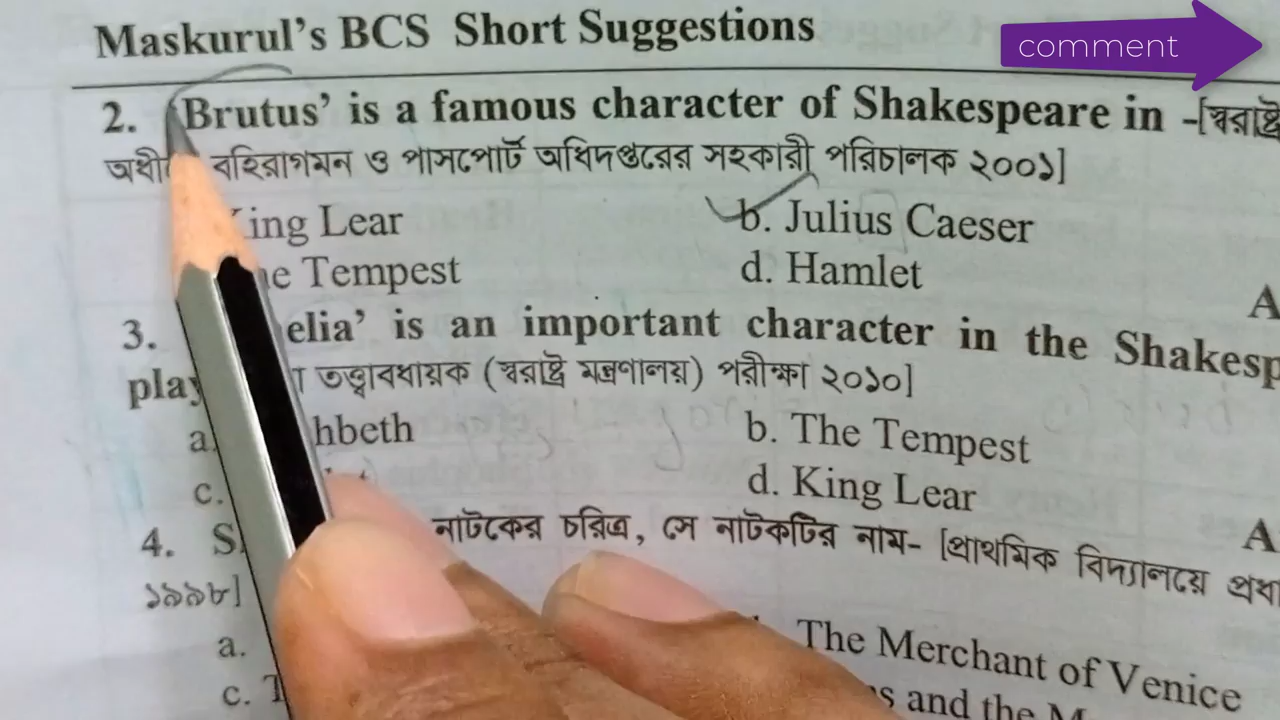 Maskurul's BCS Short Suggestions
comment
2. Brutus' is a famous character of Shakespeare in -[স্বরাষ্ট্র
বহিরাগমন ও পাসপোর্ট অধিদপ্তরের সহকারী পরিচালক ২০০১]
ing Lear b. Julius Caeser
e Tempest d. Hamlet
A
3. elia' is an important character in the Shakesp
play তত্ত্বাবধায়ক (স্বরাষ্ট্র মন্ত্রণালয়) পরীক্ষা ২০১০]
a. hbeth b. The Tempest
c. d. King Lear
A
4. S নাটকের চরিত্র, সে নাটকটির নাম- [প্রাথমিক বিদ্যালয়ে প্রধা
১৯৯৮]
a. The Merchant of Venice
c. T s and the M